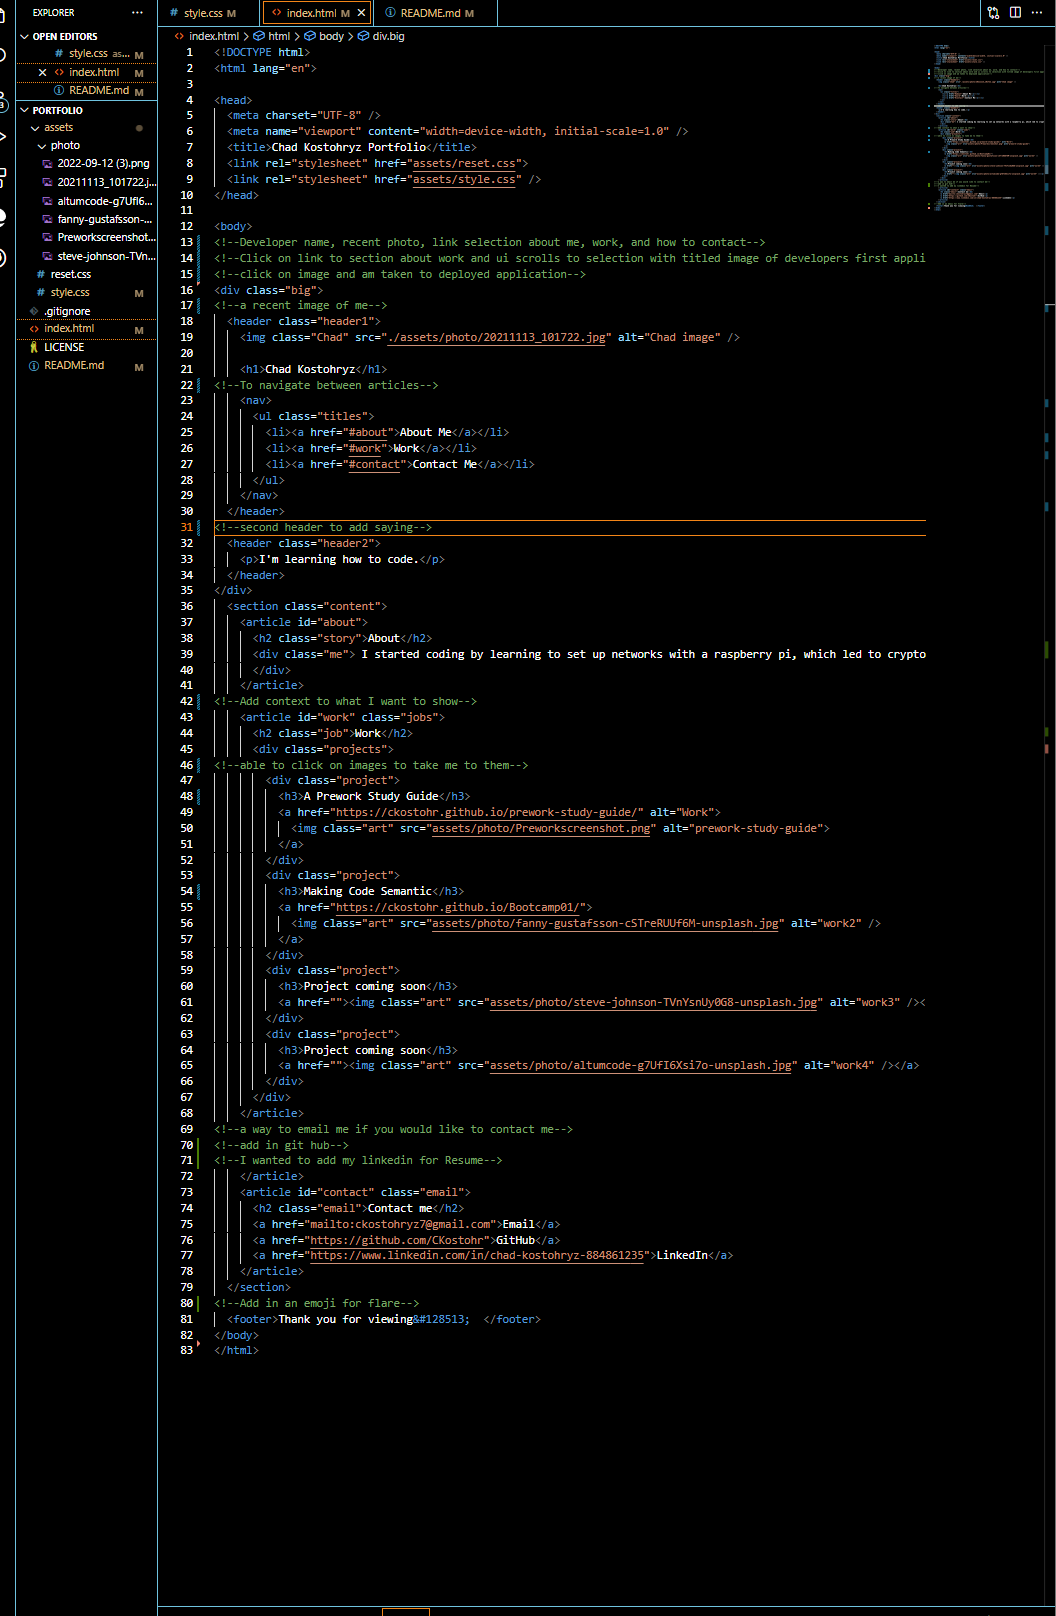 EXPLORER ···
OPEN EDITORS
# style.css as... M
× <> index.html M
README.md M
PORTFOLIO
assets
photo
2022-09-12 (3).png
20211113_101722.j...
altumcode-g7UfI6...
fanny-gustafsson-...
Preworkscreenshot...
steve-johnson-TVn...
# reset.css
# style.css M
.gitignore
<> index.html M
LICENSE
README.md M
# style.css M
<> index.html M ×
README.md M
···
<> index.html > html > body > div.big
1 <!DOCTYPE html>
2 <html lang="en">
3
4 <head>
5 <meta charset="UTF-8" />
6 <meta name="viewport" content="width=device-width, initial-scale=1.0" />
7 <title>Chad Kostohryz Portfolio</title>
8 <link rel="stylesheet" href="assets/reset.css">
9 <link rel="stylesheet" href="assets/style.css" />
10 </head>
11
12 <body>
13 <!--Developer name, recent photo, link selection about me, work, and how to contact-->
14 <!--Click on link to section about work and ui scrolls to selection with titled image of developers first appli
15 <!--click on image and am taken to deployed application-->
16 <div class="big">
17 <!--a recent image of me-->
18 <header class="header1">
19 <img class="Chad" src="./assets/photo/20211113_101722.jpg" alt="Chad image" />
20
21 <h1>Chad Kostohryz</h1>
22 <!--To navigate between articles-->
23 <nav>
24 <ul class="titles">
25 <li><a href="#about">About Me</a></li>
26 <li><a href="#work">Work</a></li>
27 <li><a href="#contact">Contact Me</a></li>
28 </ul>
29 </nav>
30 </header>
31 <!--second header to add saying-->
32 <header class="header2">
33 <p>I'm learning how to code.</p>
34 </header>
35 </div>
36 <section class="content">
37 <article id="about">
38 <h2 class="story">About</h2>
39 <div class="me"> I started coding by learning to set up networks with a raspberry pi, which led to crypto
40 </div>
41 </article>
42 <!--Add context to what I want to show-->
43 <article id="work" class="jobs">
44 <h2 class="job">Work</h2>
45 <div class="projects">
46 <!--able to click on images to take me to them-->
47 <div class="project">
48 <h3>A Prework Study Guide</h3>
49 <a href="https://ckostohr.github.io/prework-study-guide/" alt="Work">
50 <img class="art" src="assets/photo/Preworkscreenshot.png" alt="prework-study-guide">
51 </a>
52 </div>
53 <div class="project">
54 <h3>Making Code Semantic</h3>
55 <a href="https://ckostohr.github.io/Bootcamp01/">
56 <img class="art" src="assets/photo/fanny-gustafsson-cSTreRUUf6M-unsplash.jpg" alt="work2" />
57 </a>
58 </div>
59 <div class="project">
60 <h3>Project coming soon</h3>
61 <a href=""><img class="art" src="assets/photo/steve-johnson-TVnYsnUy0G8-unsplash.jpg" alt="work3" /><
62 </div>
63 <div class="project">
64 <h3>Project coming soon</h3>
65 <a href=""><img class="art" src="assets/photo/altumcode-g7UfI6Xsi7o-unsplash.jpg" alt="work4" /></a>
66 </div>
67 </div>
68 </article>
69 <!--a way to email me if you would like to contact me-->
70 <!--add in git hub-->
71 <!--I wanted to add my linkedin for Resume-->
72 </article>
73 <article id="contact" class="email">
74 <h2 class="email">Contact me</h2>
75 <a href="mailto:ckostohryz7@gmail.com">Email</a>
76 <a href="https://github.com/CKostohr">GitHub</a>
77 <a href="https://www.linkedin.com/in/chad-kostohryz-884861235">LinkedIn</a>
78 </article>
79 </section>
80 <!--Add in an emoji for flare-->
81 <footer>Thank you for viewing&#128513; </footer>
82 </body>
83 </html>